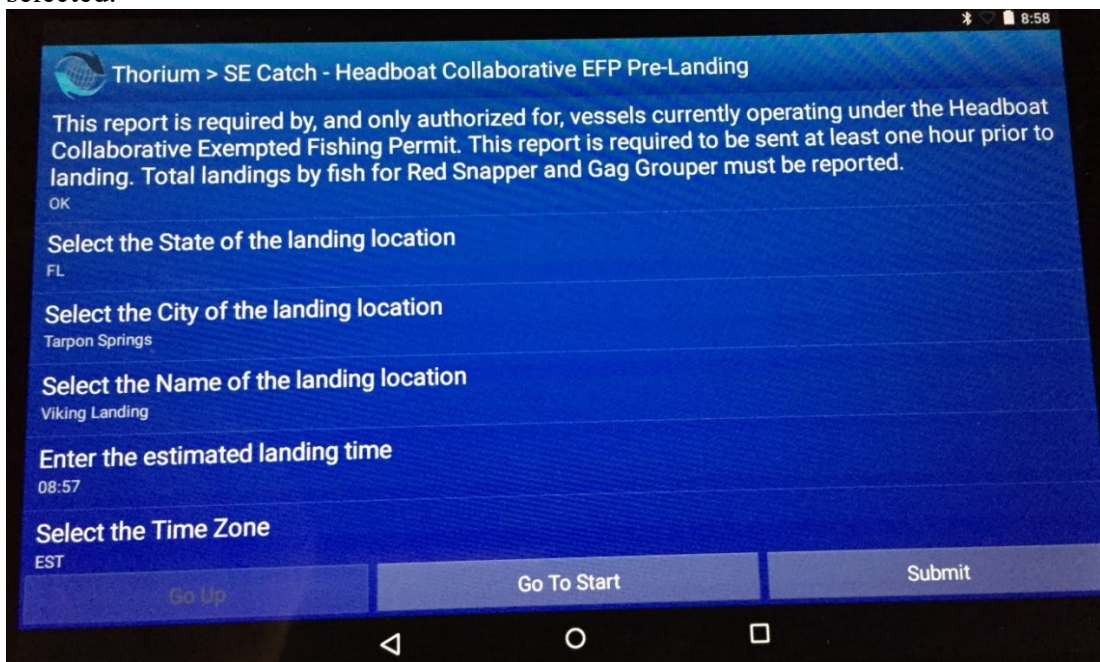 8:58
Thorium > SE Catch - Headboat Collaborative EFP Pre-Landing
This report is required by, and only authorized for, vessels currently operating under the Headboat
Collaborative Exempted Fishing Permit. This report is required to be sent at least one hour prior to
landing. Total landings by fish for Red Snapper and Gag Grouper must be reported.
OK
Select the State of the landing location
FL
Select the City of the landing location
Tarpon Springs
Select the Name of the landing location
Viking Landing
Enter the estimated landing time
08:57
Select the Time Zone
EST
Go Up
Go To Start
Submit